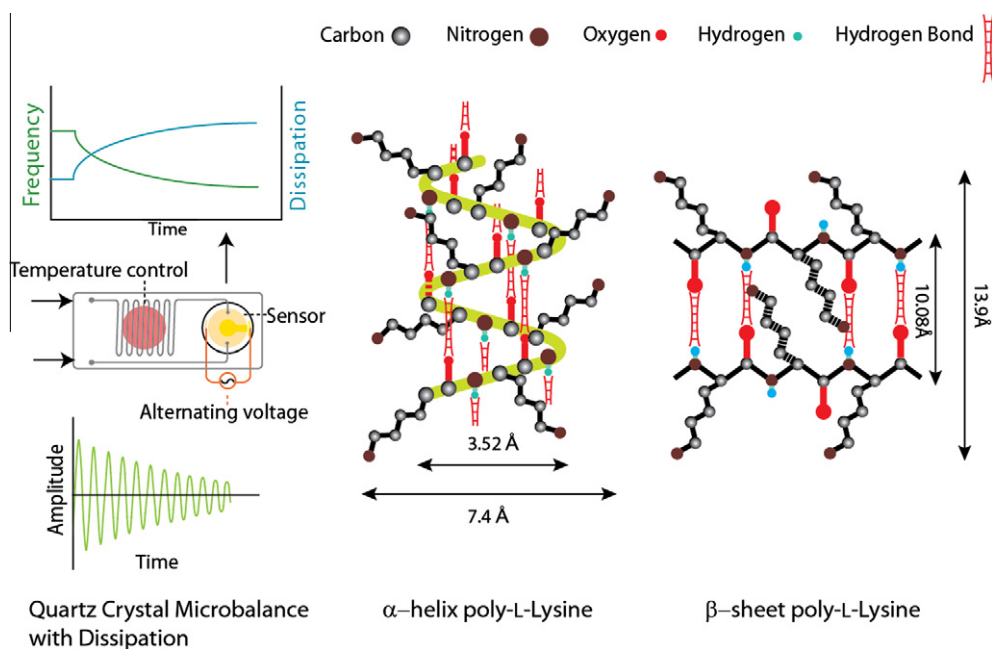 Carbon
Nitrogen
Oxygen
Hydrogen
Hydrogen Bond
Frequency
Dissipation
Time
Temperature control
Sensor
Alternating voltage
Amplitude
Time
3.52 Å
7.4 Å
10.08Å
13.9Å
Quartz Crystal Microbalance
with Dissipation
α–helix poly-L-Lysine
β–sheet poly-L-Lysine